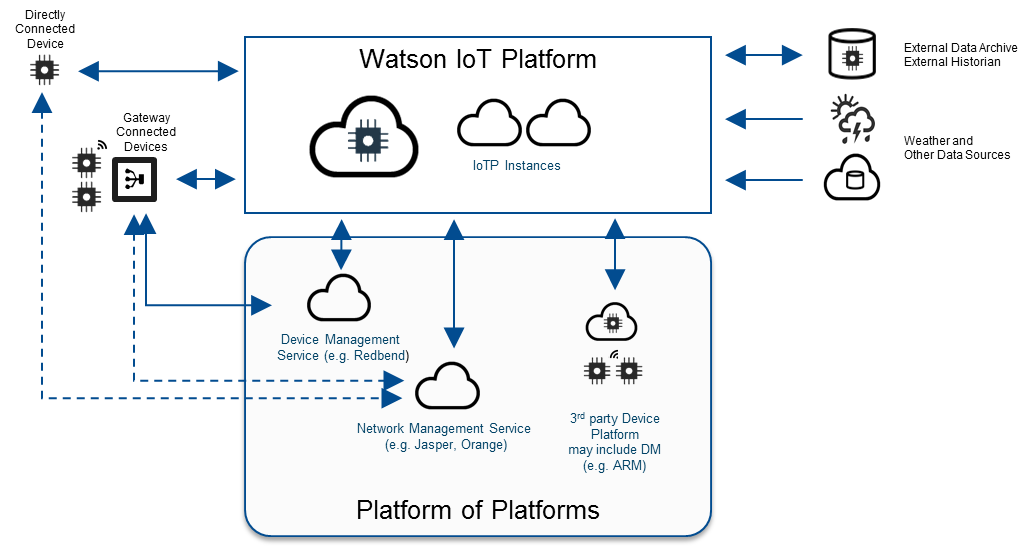 Directly
Connected
Device
Watson IoT Platform
External Data Archive
External Historian
Gateway
Connected
Devices
IoTP Instances
Weather and
Other Data Sources
Device Management
Service (e.g. Redbend)
Network Management Service
(e.g. Jasper, Orange)
3rd party Device
Platform
may include DM
(e.g. ARM)
Platform of Platforms